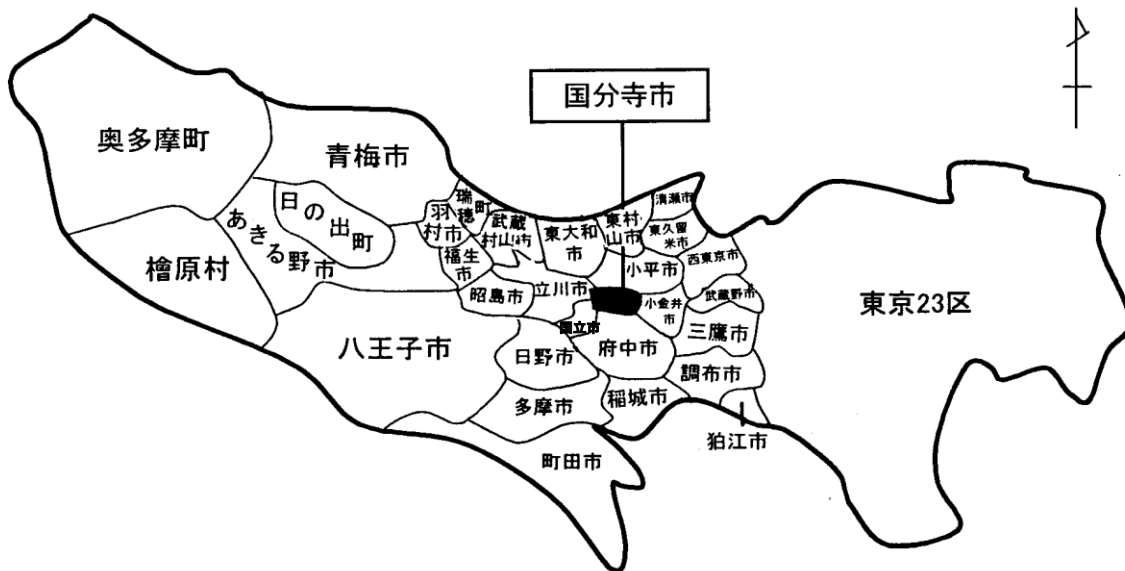 国分寺市
奥多摩町
青梅市
瑞穂町
羽村市
武蔵村山市
日の出町
あきる野市
檜原村
福生市
昭島市
立川市
東大和市
東村山市
清瀬市
東久留米市
小平市
西東京市
小金井市
武蔵野市
東京23区
国立市
三鷹市
八王子市
日野市
府中市
調布市
多摩市
稲城市
狛江市
町田市